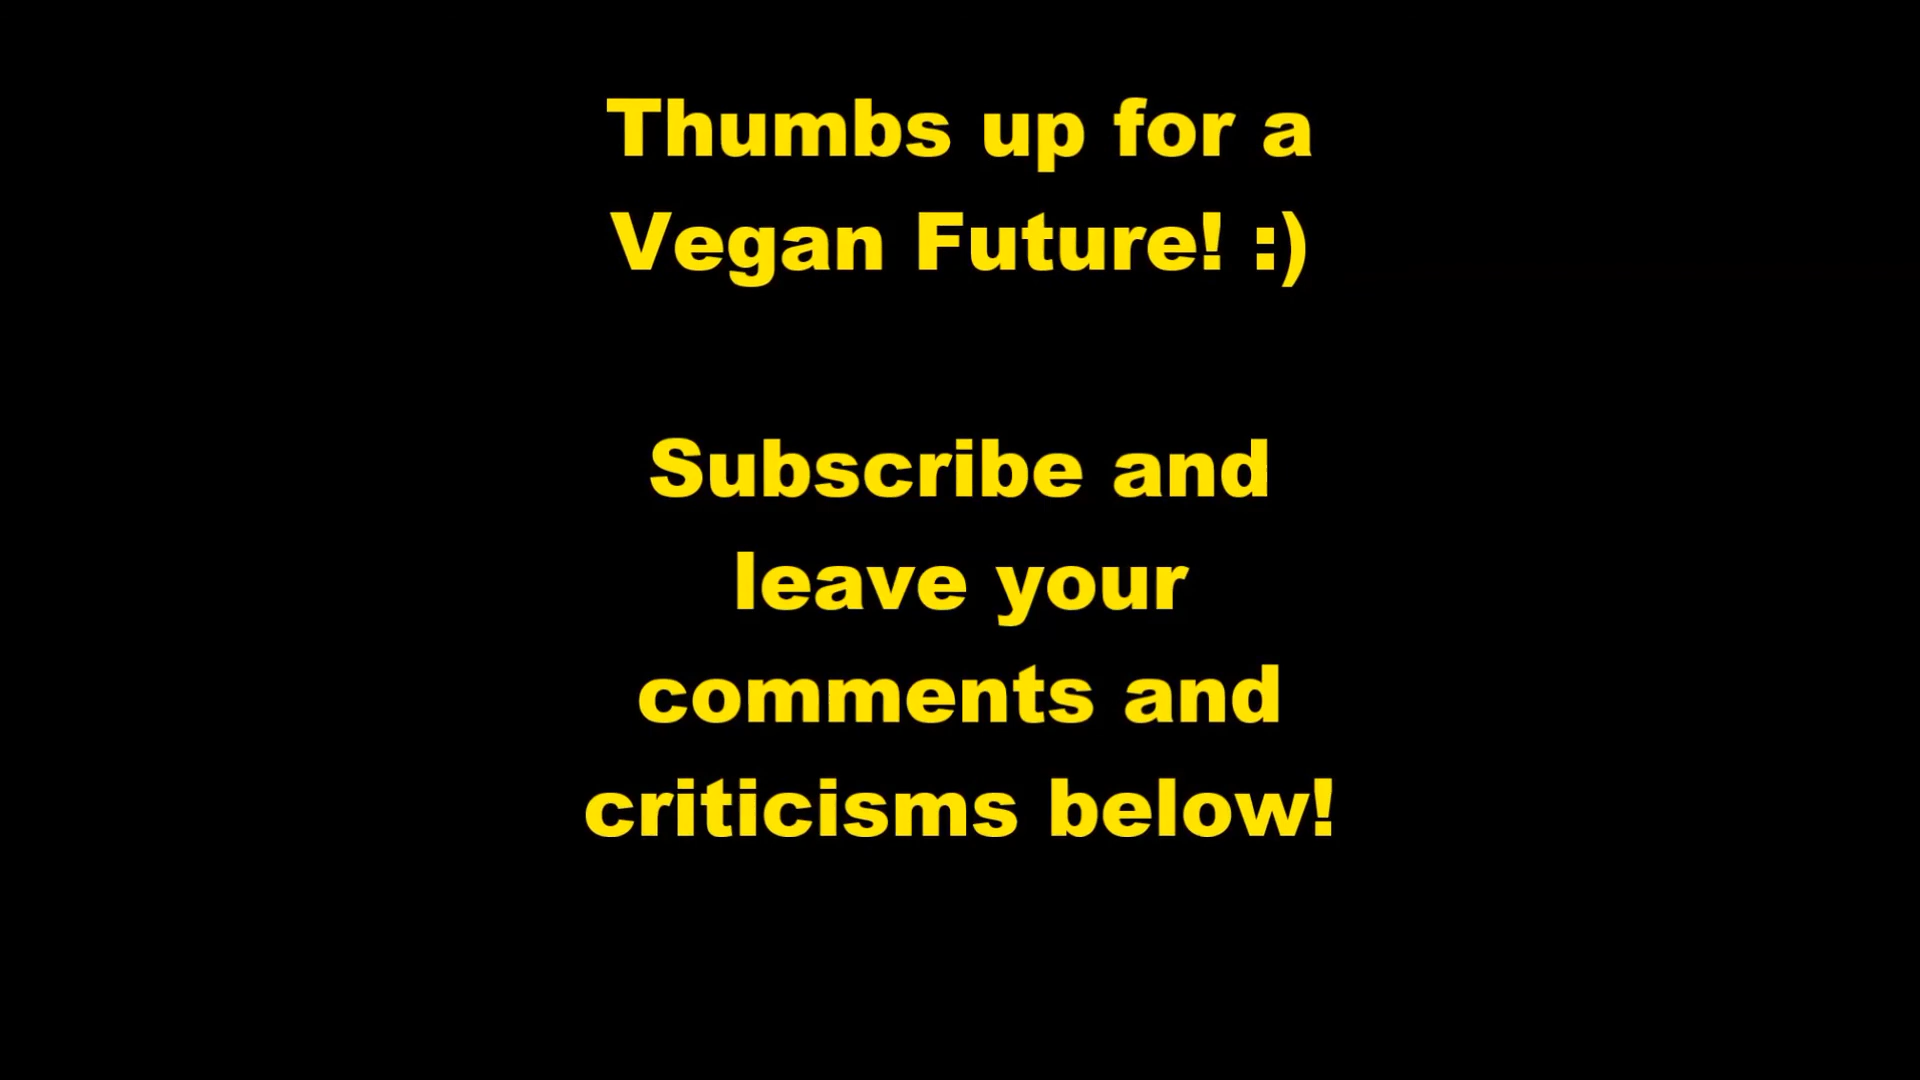 Thumbs up for a
Vegan Future! :)
Subscribe and
leave your
comments and
criticisms below!